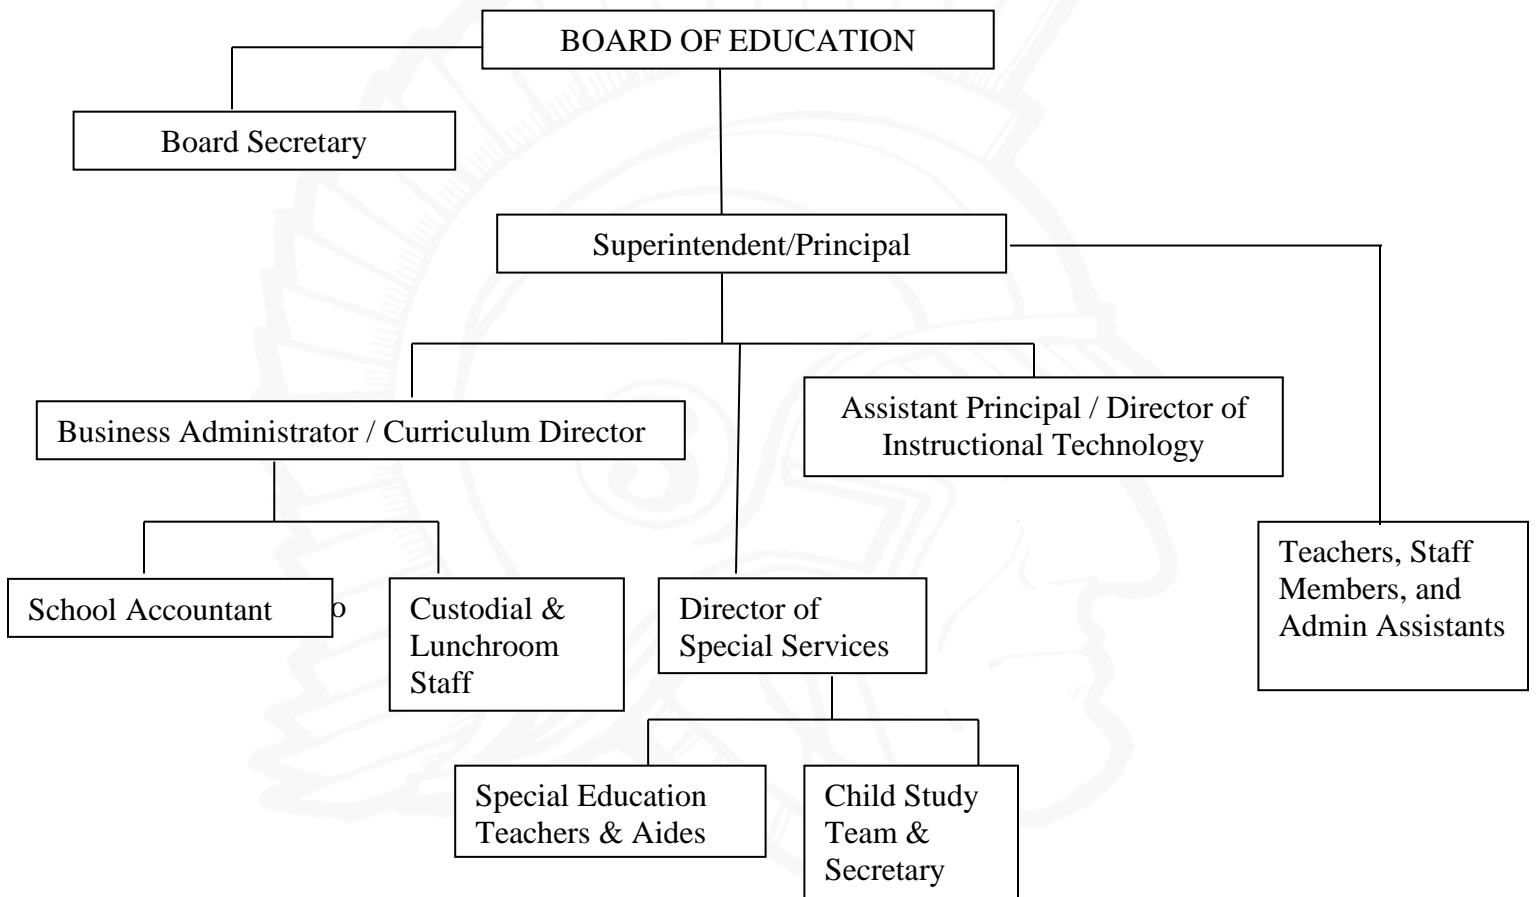 BOARD OF EDUCATION
Board Secretary
Superintendent/Principal
Business Administrator / Curriculum Director
Assistant Principal / Director of
Instructional Technology
School Accountant
o
Custodial &
Lunchroom
Staff
Director of
Special Services
Teachers, Staff
Members, and
Admin Assistants
Special Education
Teachers & Aides
Child Study
Team &
Secretary